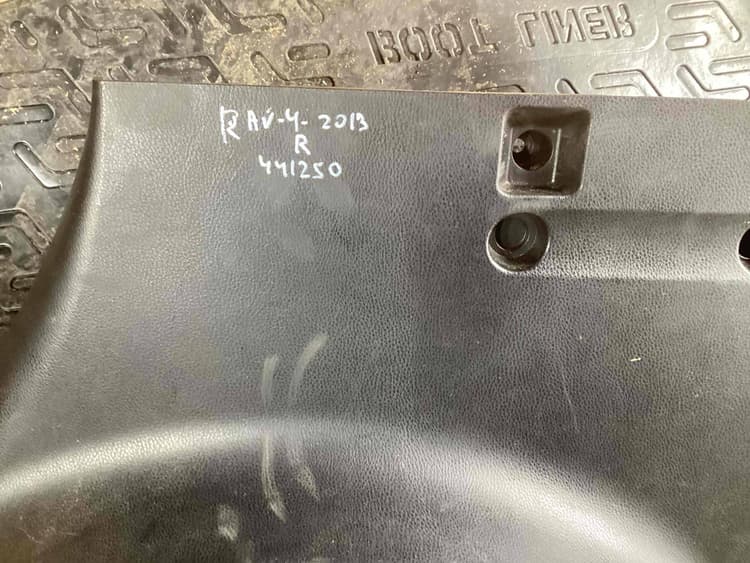 BOOT LINER
RAV-4- 2013
R
441250